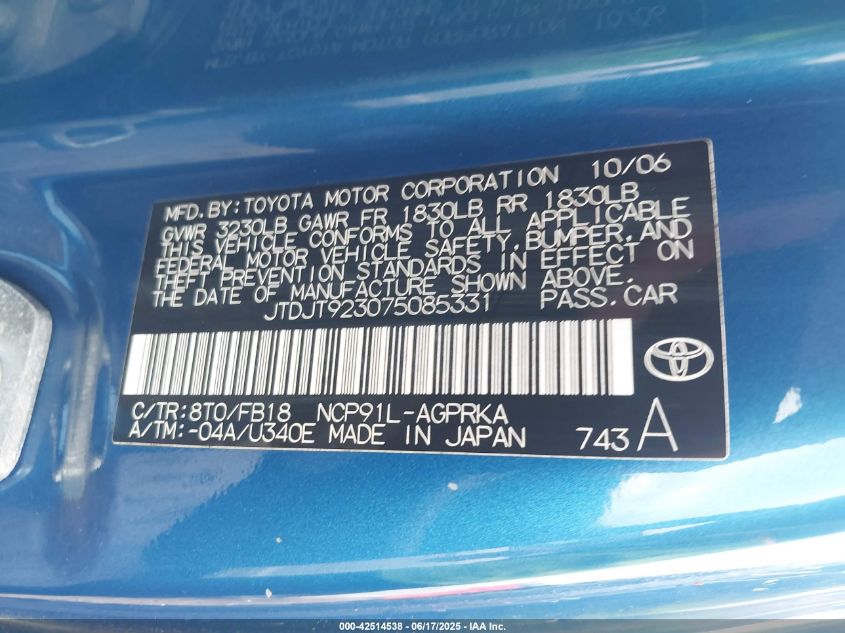 MFD.BY:TOYOTA MOTOR CORPORATION 10/06
GVWR 3230LB GAWR FR 1830LB RR 1830LB
THIS VEHICLE CONFORMS TO ALL APPLICABLE
FEDERAL MOTOR VEHICLE SAFETY,BUMPER,AND
THEFT PREVENTION STANDARDS IN EFFECT ON
THE DATE OF MANUFACTURE SHOWN ABOVE.
JTDJT923075085331 PASS.CAR
C/TR:8T0/FB18 NCP91L-AGPRKA
A/TM:-04A/U340E MADE IN JAPAN 743A
000-42514538 - 06/17/2025 - IAA Inc.